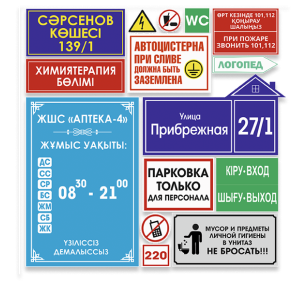 СӘРСЕНОВ
КӨШЕСІ
139/1
WC
ӨРТ КЕЗІНДЕ 101,112
ҚОҢЫРАУ
ШАЛЫҢЫЗ
ПРИ ПОЖАРЕ
ЗВОНИТЬ 101,112
АВТОЦИСТЕРНА
ПРИ СЛИВЕ
ДОЛЖНА БЫТЬ
ЗАЗЕМЛЕНА
ЛОГОПЕД
ХИМИЯТЕРАПИЯ
БӨЛІМІ
ЖШС «АПТЕКА-4»
ЖҰМЫС УАҚЫТЫ:
ДС
СС
СР
БС
ЖМ
СБ
ЖК
08 30 - 21 00
ҮЗІЛІССІЗ
ДЕМАЛЫССЫЗ
Улица
Прибрежная
27/1
ПАРКОВКА
ТОЛЬКО
ДЛЯ ПЕРСОНАЛА
КІРУ·ВХОД
ШЫҒУ·ВЫХОД
220
МУСОР И ПРЕДМЕТЫ
ЛИЧНОЙ ГИГИЕНЫ
В УНИТАЗ
НЕ БРОСАТЬ!!!